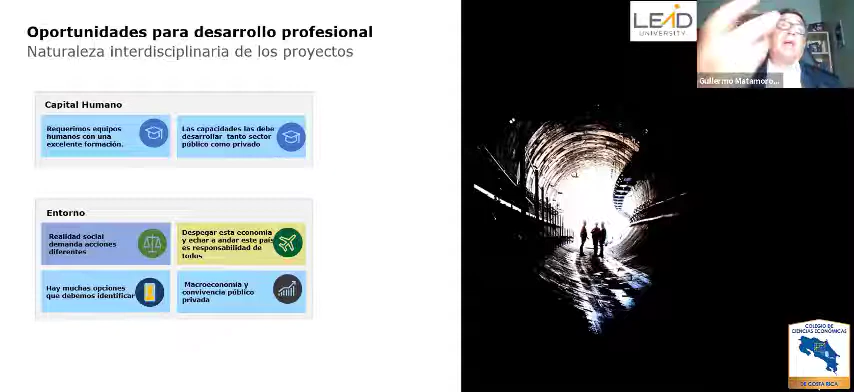 Oportunidades para desarrollo profesional
Naturaleza interdisciplinaria de los proyectos
Capital Humano
Requerimos equipos
humanos con una
excelente formación.
Las capacidades las debe
desarrollar tanto sector
público como privado
Entorno
Realidad social
demanda acciones
diferentes
Despegar esta economía
y echar a andar este país
es responsabilidad de
todos
Hay muchas opciones
que debemos identificar
Macroeconomía y
convivencia público
privada
LEAD
UNIVERSITY
Guillermo Matamoro...
COLEGIO DE
CIENCIAS ECONÓMICAS
DE COSTA RICA